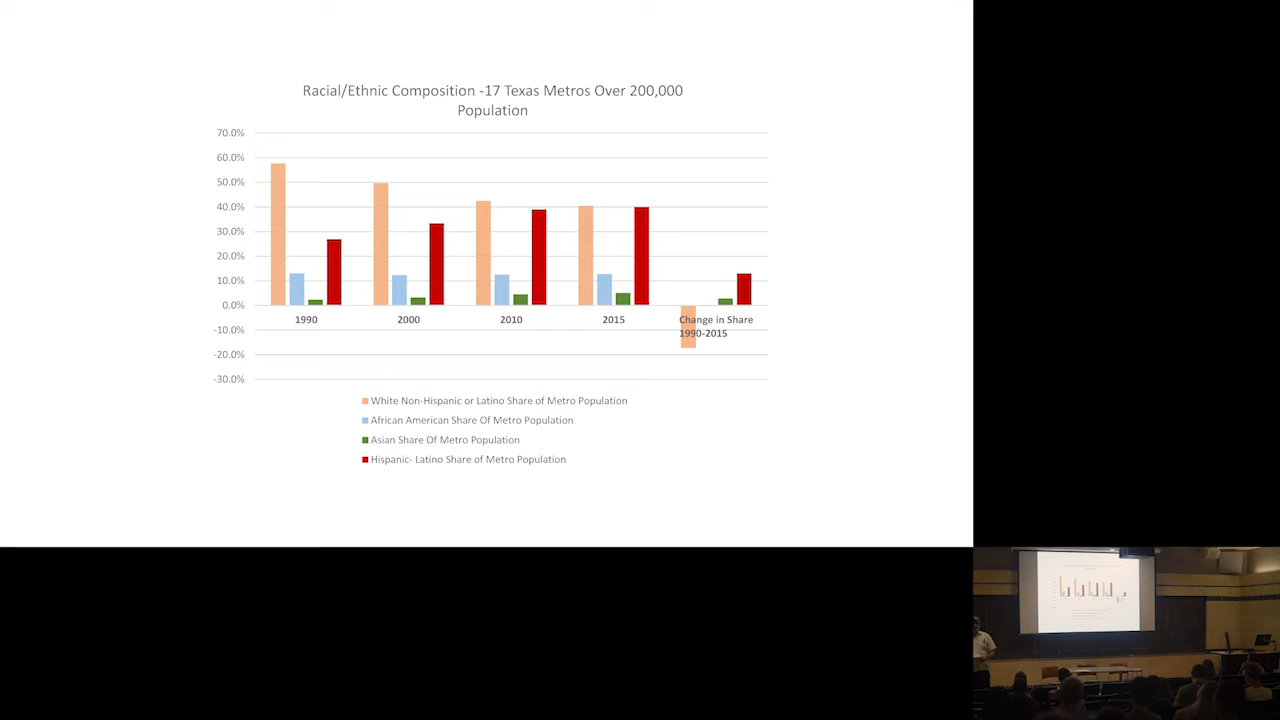 Racial/Ethnic Composition -17 Texas Metros Over 200,000
Population
70.0%
60.0%
50.0%
40.0%
30.0%
20.0%
10.0%
0.0%
-10.0%
-20.0%
-30.0%
1990
2000
2010
2015
Change in Share
1990-2015
White Non-Hispanic or Latino Share of Metro Population
African American Share Of Metro Population
Asian Share Of Metro Population
Hispanic- Latino Share of Metro Population